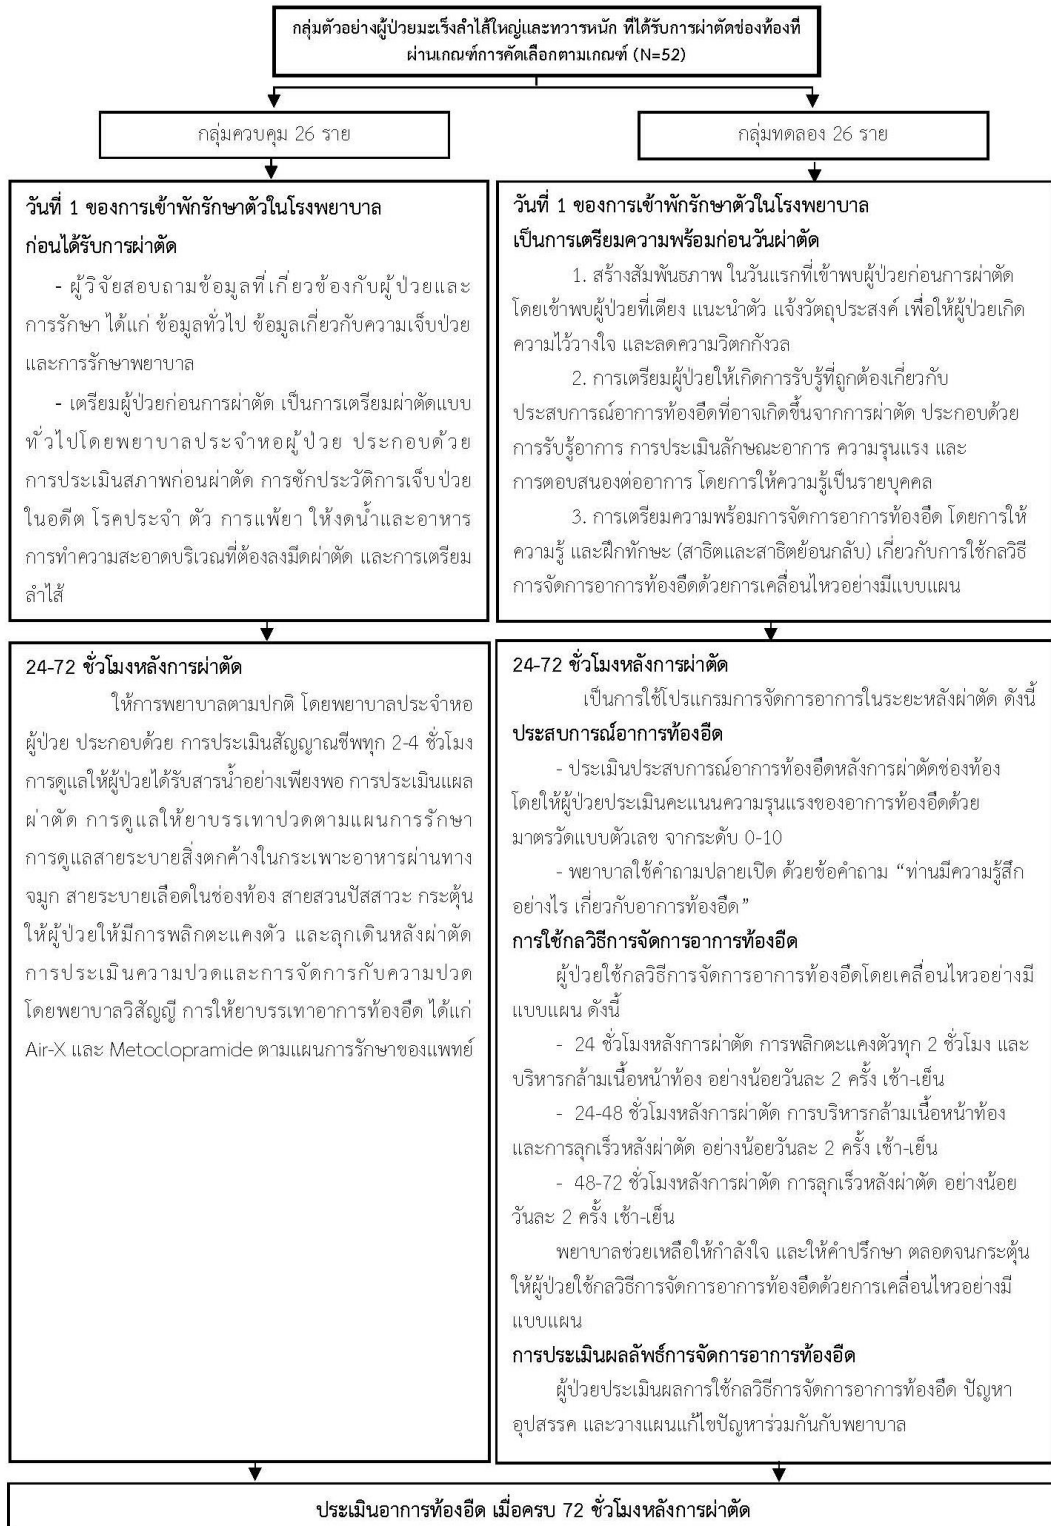 กลุ่มตัวอย่างผู้ป่วยมะเร็งลำไส้ใหญ่และทวารหนัก ที่ได้รับการผ่าตัดช่องท้องที่
ผ่านเกณฑ์การคัดเลือกตามเกณฑ์ (N=52)
กลุ่มควบคุม 26 ราย
กลุ่มทดลอง 26 ราย
วันที่ 1 ของการเข้าพักรักษาตัวในโรงพยาบาล
ก่อนได้รับการผ่าตัด
- ผู้วิจัยสอบถามข้อมูลที่เกี่ยวข้องกับผู้ป่วยและ
การรักษา ได้แก่ ข้อมูลทั่วไป ข้อมูลเกี่ยวกับความเจ็บป่วย
และการรักษาพยาบาล
- เตรียมผู้ป่วยก่อนการผ่าตัด เป็นการเตรียมผ่าตัดแบบ
ทั่วไปโดยพยาบาลประจำหอผู้ป่วย ประกอบด้วย
การประเมินสภาพก่อนผ่าตัด การซักประวัติการเจ็บป่วย
ในอดีต โรคประจำ ตัว การแพ้ยา ให้งดน้ำและอาหาร
การทำความสะอาดบริเวณที่ต้องลงมีดผ่าตัด และการเตรียม
ลำไส้
วันที่ 1 ของการเข้าพักรักษาตัวในโรงพยาบาล
เป็นการเตรียมความพร้อมก่อนวันผ่าตัด
1. สร้างสัมพันธภาพ ในวันแรกที่เข้าพบผู้ป่วยก่อนการผ่าตัด
โดยเข้าพบผู้ป่วยที่เตียง แนะนำตัว แจ้งวัตถุประสงค์ เพื่อให้ผู้ป่วยเกิด
ความไว้วางใจ และลดความวิตกกังวล
2. การเตรียมผู้ป่วยให้เกิดการรับรู้ที่ถูกต้องเกี่ยวกับ
ประสบการณ์อาการท้องอืดที่อาจเกิดขึ้นจากการผ่าตัด ประกอบด้วย
การรับรู้อาการ การประเมินลักษณะอาการ ความรุนแรง และ
การตอบสนองต่ออาการ โดยการให้ความรู้เป็นรายบุคคล
3. การเตรียมความพร้อมการจัดการอาการท้องอืด โดยการให้
ความรู้ และฝึกทักษะ (สาธิตและสาธิตย้อนกลับ) เกี่ยวกับการใช้กลวิธี
การจัดการอาการท้องอืดด้วยการเคลื่อนไหวอย่างมีแบบแผน
24-72 ชั่วโมงหลังการผ่าตัด
ให้การพยาบาลตามปกติ โดยพยาบาลประจำหอ
ผู้ป่วย ประกอบด้วย การประเมินสัญญาณชีพทุก 2-4 ชั่วโมง
การดูแลให้ผู้ป่วยได้รับสารน้ำอย่างเพียงพอ การประเมินแผล
ผ่าตัด การดูแลให้ยาบรรเทาปวดตามแผนการรักษา
การดูแลสายระบายสิ่งตกค้างในกระเพาะอาหารผ่านทาง
จมูก สายระบายเลือดในช่องท้อง สายสวนปัสสาวะ กระตุ้น
ให้ผู้ป่วยให้มีการพลิกตะแคงตัว และลุกเดินหลังผ่าตัด
การประเมินความปวดและการจัดการกับความปวด
โดยพยาบาลวิสัญญี การให้ยาบรรเทาอาการท้องอืด ได้แก่
Air-X และ Metoclopramide ตามแผนการรักษาของแพทย์
24-72 ชั่วโมงหลังการผ่าตัด
เป็นการใช้โปรแกรมการจัดการอาการในระยะหลังผ่าตัด ดังนี้
ประสบการณ์อาการท้องอืด
- ประเมินประสบการณ์อาการท้องอืดหลังการผ่าตัดช่องท้อง
โดยให้ผู้ป่วยประเมินคะแนนความรุนแรงของอาการท้องอืดด้วย
มาตรวัดแบบตัวเลข จากระดับ 0-10
- พยาบาลใช้คำถามปลายเปิด ด้วยข้อคำถาม “ท่านมีความรู้สึก
อย่างไร เกี่ยวกับอาการท้องอืด”
การใช้กลวิธีการจัดการอาการท้องอืด
ผู้ป่วยใช้กลวิธีการจัดการอาการท้องอืดโดยเคลื่อนไหวอย่างมี
แบบแผน ดังนี้
- 24 ชั่วโมงหลังการผ่าตัด การพลิกตะแคงตัวทุก 2 ชั่วโมง และ
บริหารกล้ามเนื้อหน้าท้อง อย่างน้อยวันละ 2 ครั้ง เช้า-เย็น
- 24-48 ชั่วโมงหลังการผ่าตัด การบริหารกล้ามเนื้อหน้าท้อง
และการลุกเร็วหลังผ่าตัด อย่างน้อยวันละ 2 ครั้ง เช้า-เย็น
- 48-72 ชั่วโมงหลังการผ่าตัด การลุกเร็วหลังผ่าตัด อย่างน้อย
วันละ 2 ครั้ง เช้า-เย็น
พยาบาลช่วยเหลือให้กำลังใจ และให้คำปรึกษา ตลอดจนกระตุ้น
ให้ผู้ป่วยใช้กลวิธีการจัดการอาการท้องอืดด้วยการเคลื่อนไหวอย่างมี
แบบแผน
การประเมินผลลัพธ์การจัดการอาการท้องอืด
ผู้ป่วยประเมินผลการใช้กลวิธีการจัดการอาการท้องอืด ปัญหา
อุปสรรค และวางแผนแก้ไขปัญหาร่วมกันกับพยาบาล
ประเมินอาการท้องอืด เมื่อครบ 72 ชั่วโมงหลังการผ่าตัด